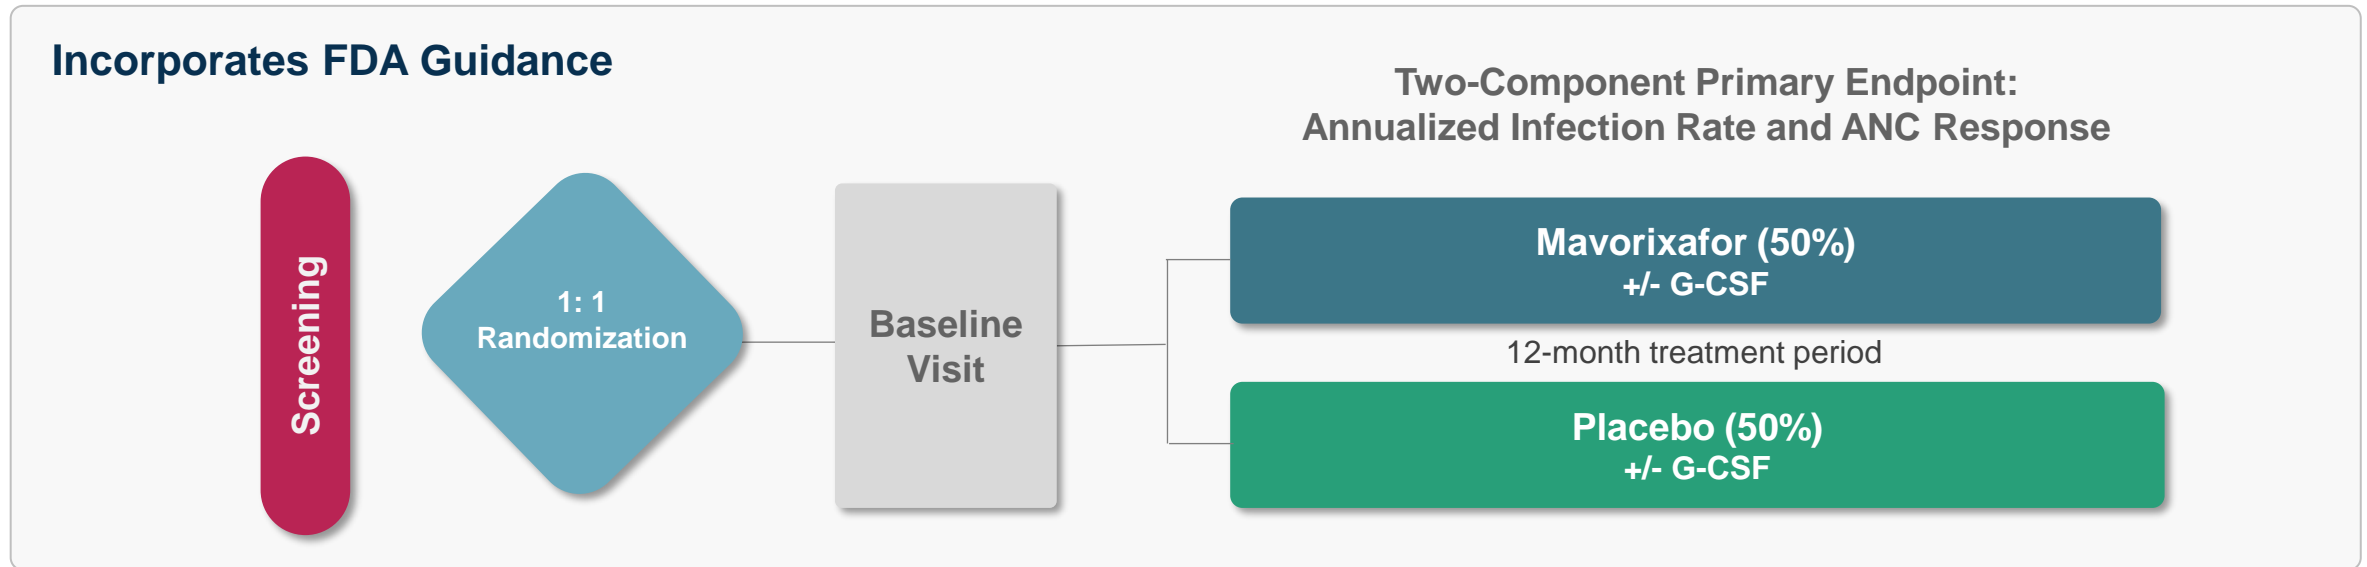 Incorporates FDA Guidance
Two-Component Primary Endpoint:
Annualized Infection Rate and ANC Response
Screening
1: 1
Randomization
Baseline
Visit
Mavorixafor (50%)
+/- G-CSF
12-month treatment period
Placebo (50%)
+/- G-CSF